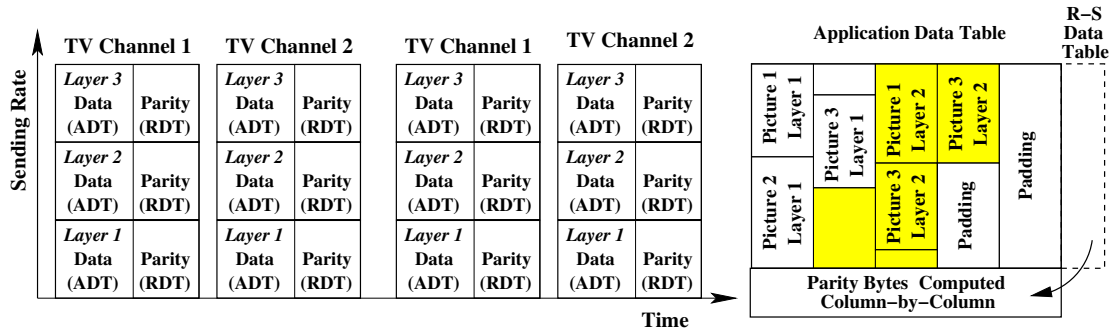 Sending Rate
TV Channel 1
TV Channel 2
TV Channel 1
TV Channel 2
Layer 3
Data
(ADT)
Parity
(RDT)
Layer 3
Data
(ADT)
Parity
(RDT)
Layer 3
Data
(ADT)
Parity
(RDT)
Layer 3
Data
(ADT)
Parity
(RDT)
Layer 2
Data
(ADT)
Parity
(RDT)
Layer 2
Data
(ADT)
Parity
(RDT)
Layer 2
Data
(ADT)
Parity
(RDT)
Layer 2
Data
(ADT)
Parity
(RDT)
Layer 1
Data
(ADT)
Parity
(RDT)
Layer 1
Data
(ADT)
Parity
(RDT)
Layer 1
Data
(ADT)
Parity
(RDT)
Layer 1
Data
(ADT)
Parity
(RDT)
Time
Application Data Table
R−S
Data
Table
Picture 1
Layer 1
Picture 2
Layer 1
Picture 3
Layer 1
Picture 1
Layer 2
Picture 3
Layer 2
Picture 3
Layer 2
Padding
Padding
Parity Bytes Computed
Column−by−Column